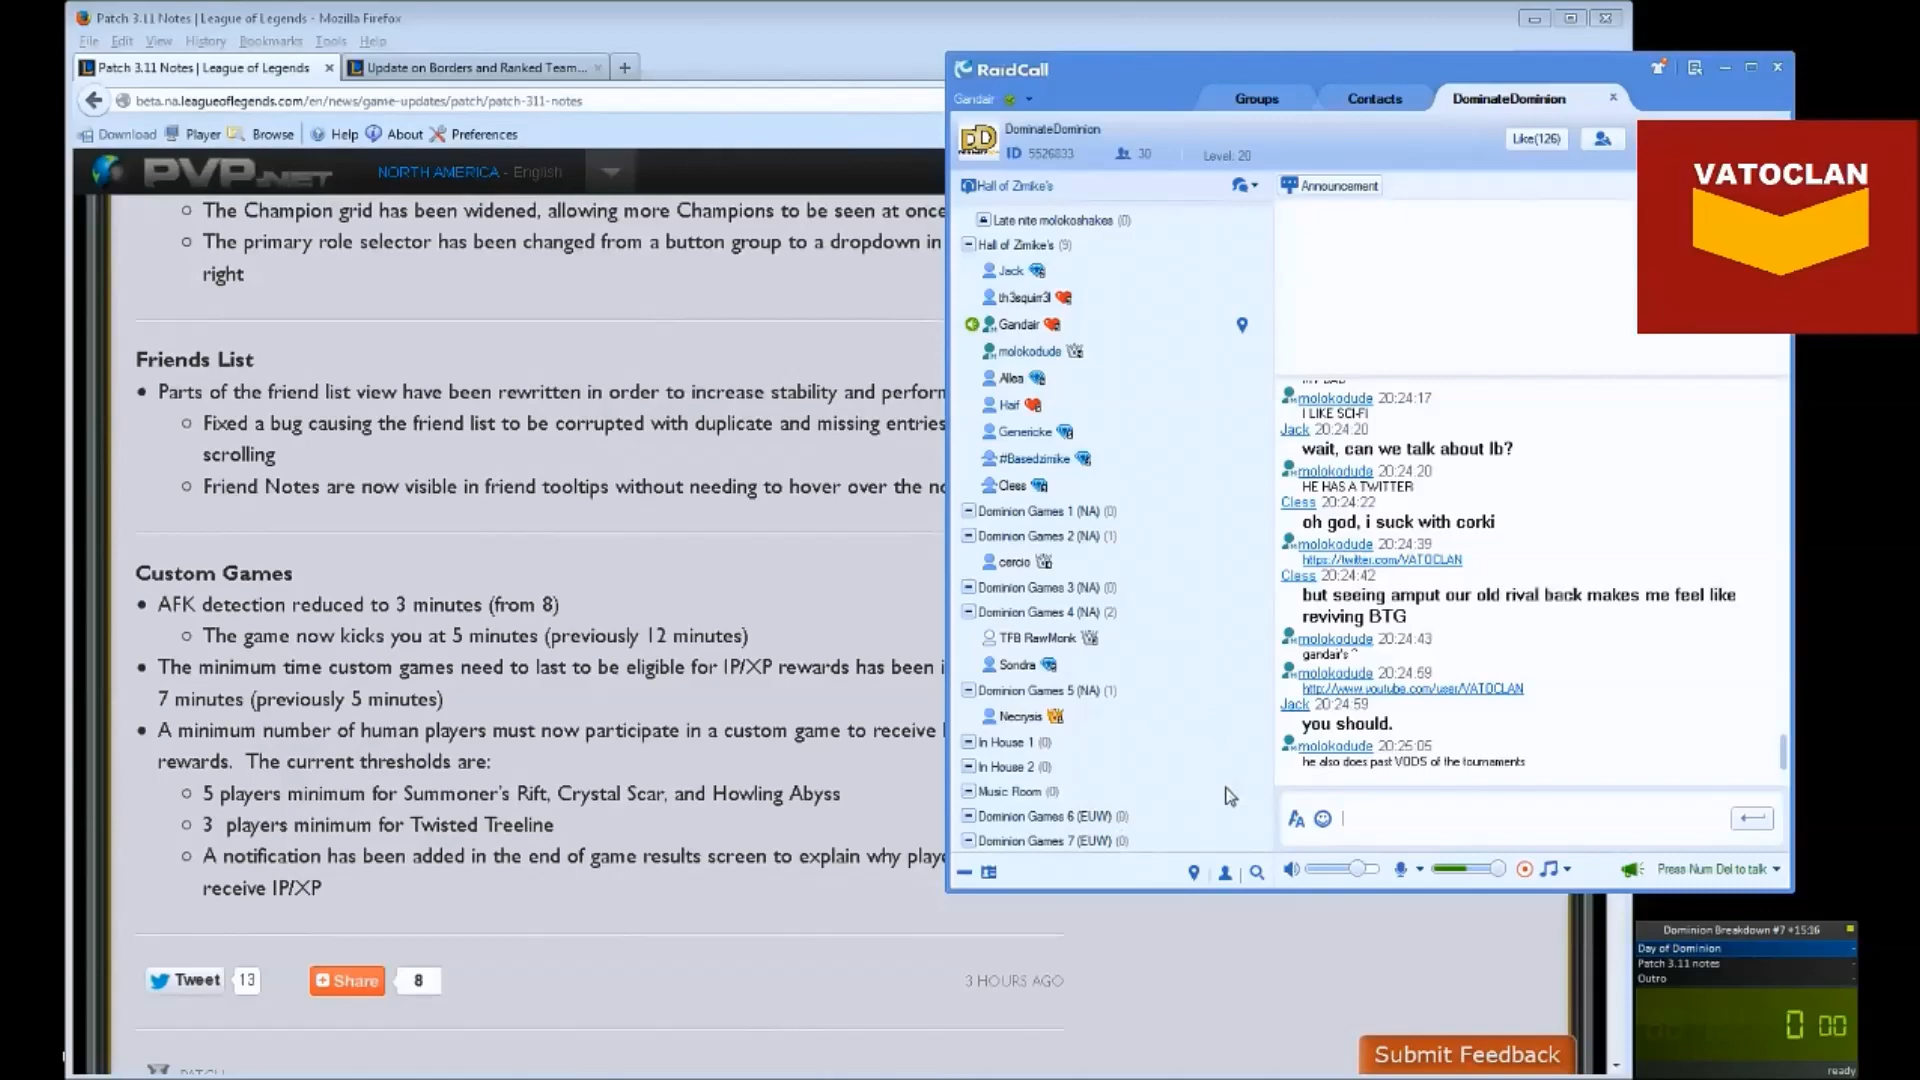 Patch 3.11 Notes | League of Legends - Mozilla Firefox
File Edit View History Bookmarks Tools Help
Patch 3.11 Notes | League of Legends
Update on Borders and Ranked Team...
beta.na.leagueoflegends.com/en/news/game-updates/patch/patch-311-notes
Download Player Browse Help About Preferences
PVP.NET
NORTH AMERICA - English
The Champion grid has been widened, allowing more Champions to be seen at once
The primary role selector has been changed from a button group to a dropdown in
right
Friends List
Parts of the friend list view have been rewritten in order to increase stability and perform
Fixed a bug causing the friend list to be corrupted with duplicate and missing entries
scrolling
Friend Notes are now visible in friend tooltips without needing to hover over the no
Custom Games
AFK detection reduced to 3 minutes (from 8)
The game now kicks you at 5 minutes (previously 12 minutes)
The minimum time custom games need to last to be eligible for IP/XP rewards has been i
7 minutes (previously 5 minutes)
A minimum number of human players must now participate in a custom game to receive
rewards. The current thresholds are:
5 players minimum for Summoner's Rift, Crystal Scar, and Howling Abyss
3 players minimum for Twisted Treeline
A notification has been added in the end of game results screen to explain why playe
receive IP/XP
Tweet 13
Share 8
3 HOURS AGO
PATCH
Submit Feedback
RaidCall
Gandair
Groups
Contacts
DominateDominion
DominateDominion
ID 5526833 30 Level: 20
Like(126)
Hall of Zimike's
Late nite molokoshakes (0)
Hall of Zimike's (9)
Jack
th3squirr3l
Gandair
molokodude
Allea
Haif
Genericke
#Basedzimike
Cless
Dominion Games 1 (NA) (0)
Dominion Games 2 (NA) (1)
cercio
Dominion Games 3 (NA) (0)
Dominion Games 4 (NA) (2)
TFB RawMonk
Sondra
Dominion Games 5 (NA) (1)
Necrysis
In House 1 (0)
In House 2 (0)
Music Room (0)
Dominion Games 6 (EUW) (0)
Dominion Games 7 (EUW) (0)
Announcement
MY BAD
molokodude 20:24:17
I LIKE SCI-FI
Jack 20:24:20
wait, can we talk about lb?
molokodude 20:24:20
HE HAS A TWITTER
Cless 20:24:22
oh god, i suck with corki
molokodude 20:24:39
https://twitter.com/VATOCLAN
Cless 20:24:42
but seeing amput our old rival back makes me feel like
reviving BTG
molokodude 20:24:43
gandair's ^
molokodude 20:24:59
http://www.youtube.com/user/VATOCLAN
Jack 20:24:59
you should.
molokodude 20:25:05
he also does past VODS of the tournaments
Press Num Del to talk
VATOCLAN
Dominion Breakdown #7 +15:16
Day of Dominion -
Patch 3.11 notes -
Outro -
0 00
ready